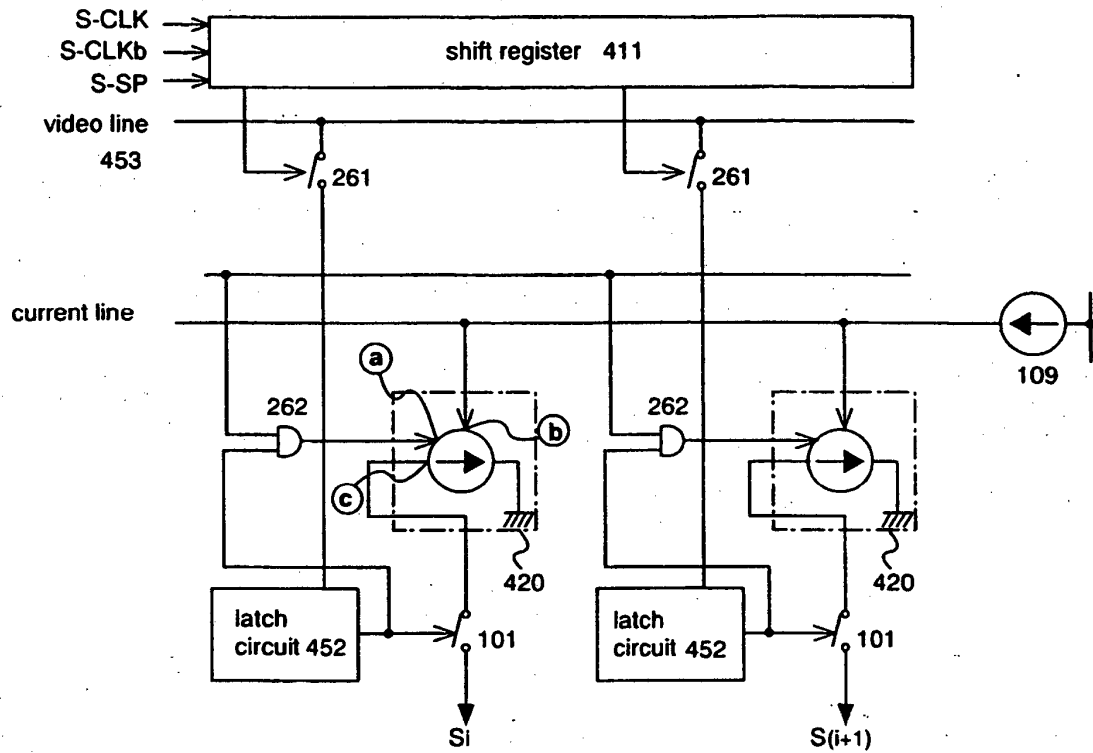 S-CLK
S-CLKb
S-SP
shift register 411
video line
453
261
261
current line
109
a
262
b
262
c
420
420
latch
circuit 452
101
latch
circuit 452
101
Si
S(i+1)